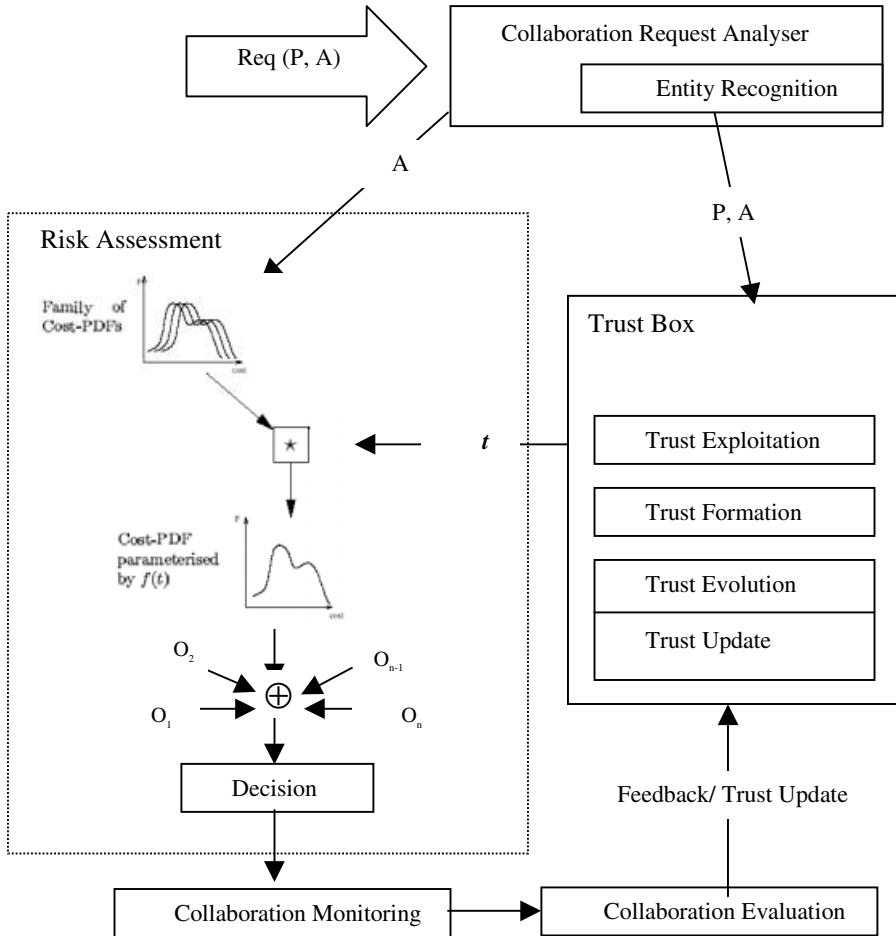 Req (P, A)
Collaboration Request Analyser
Entity Recognition
A
P, A
Risk Assessment
Family of
Cost-PDFs
P
cost
Trust Box
Trust Exploitation
t
*
Trust Formation
Cost-PDF
parameterised
by f(t)
P
cost
Trust Evolution
Trust Update
O2
On-1
O1
On
Decision
Feedback/ Trust Update
Collaboration Monitoring
Collaboration Evaluation